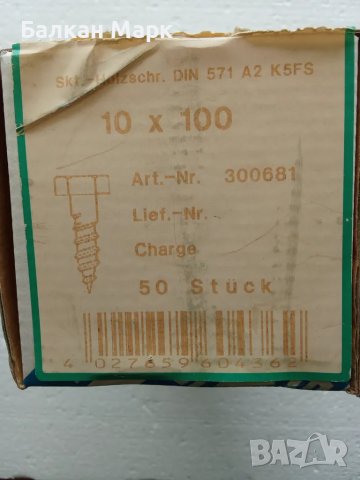 Балкан Марк
Skt.-Holzschr. DIN 571 A2 K5FS
10 x 100
Art.-Nr. 300681
Lief.-Nr.
Charge
50 Stück
4 027659 604362
BAZAR
bg